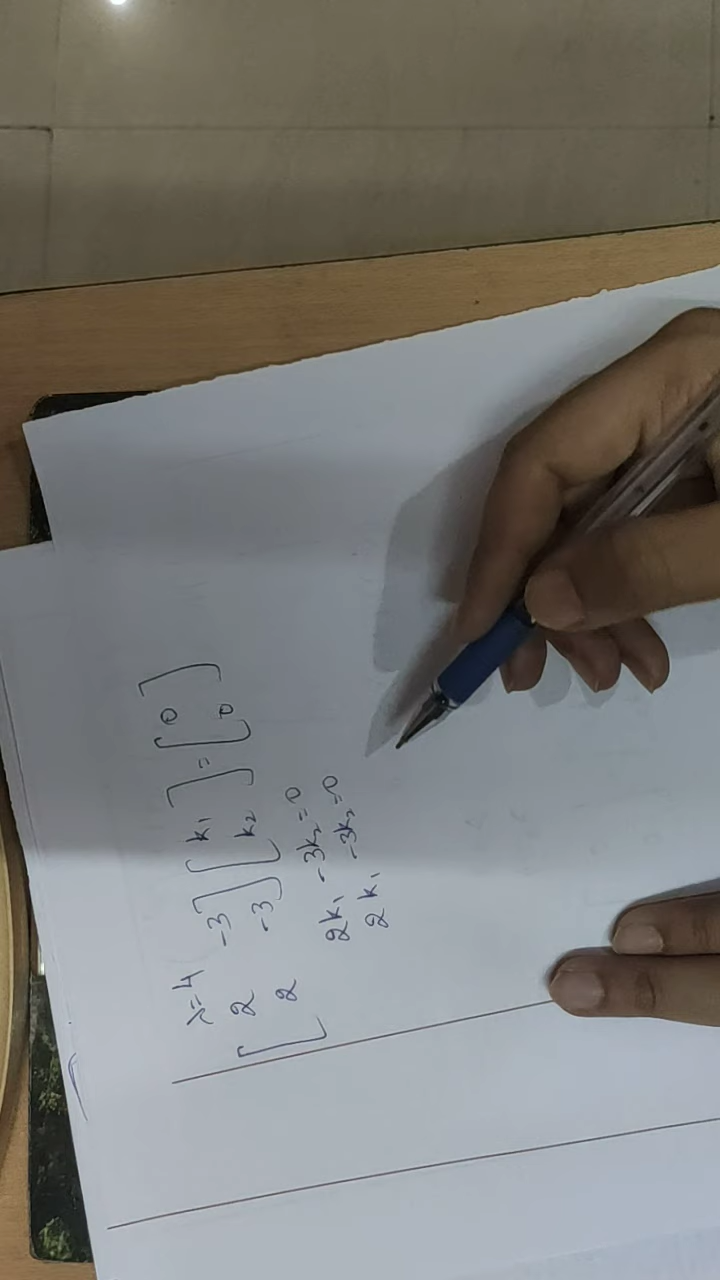 λ=4
[2 -3
2 -3] [k₁
k₂] = [0
0]
2k₁ -3k₂=0
2k₁ -3k₂=0